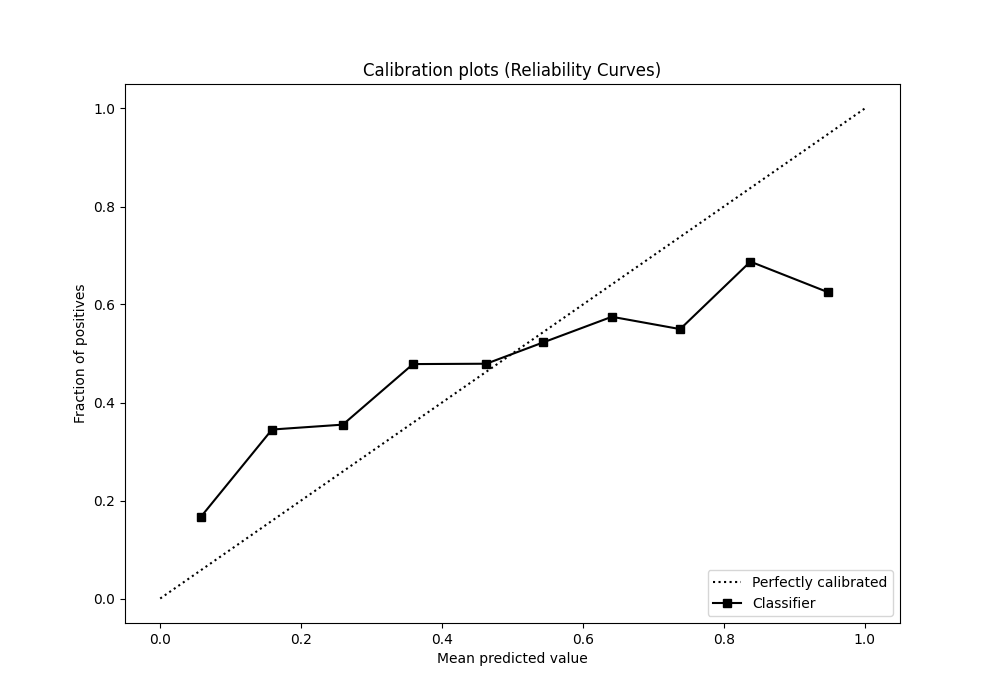 Calibration plots (Reliability Curves)
Fraction of positives
1.0
0.8
0.6
0.4
0.2
0.0
0.0 0.2 0.4 0.6 0.8 1.0
Mean predicted value
Perfectly calibrated
Classifier